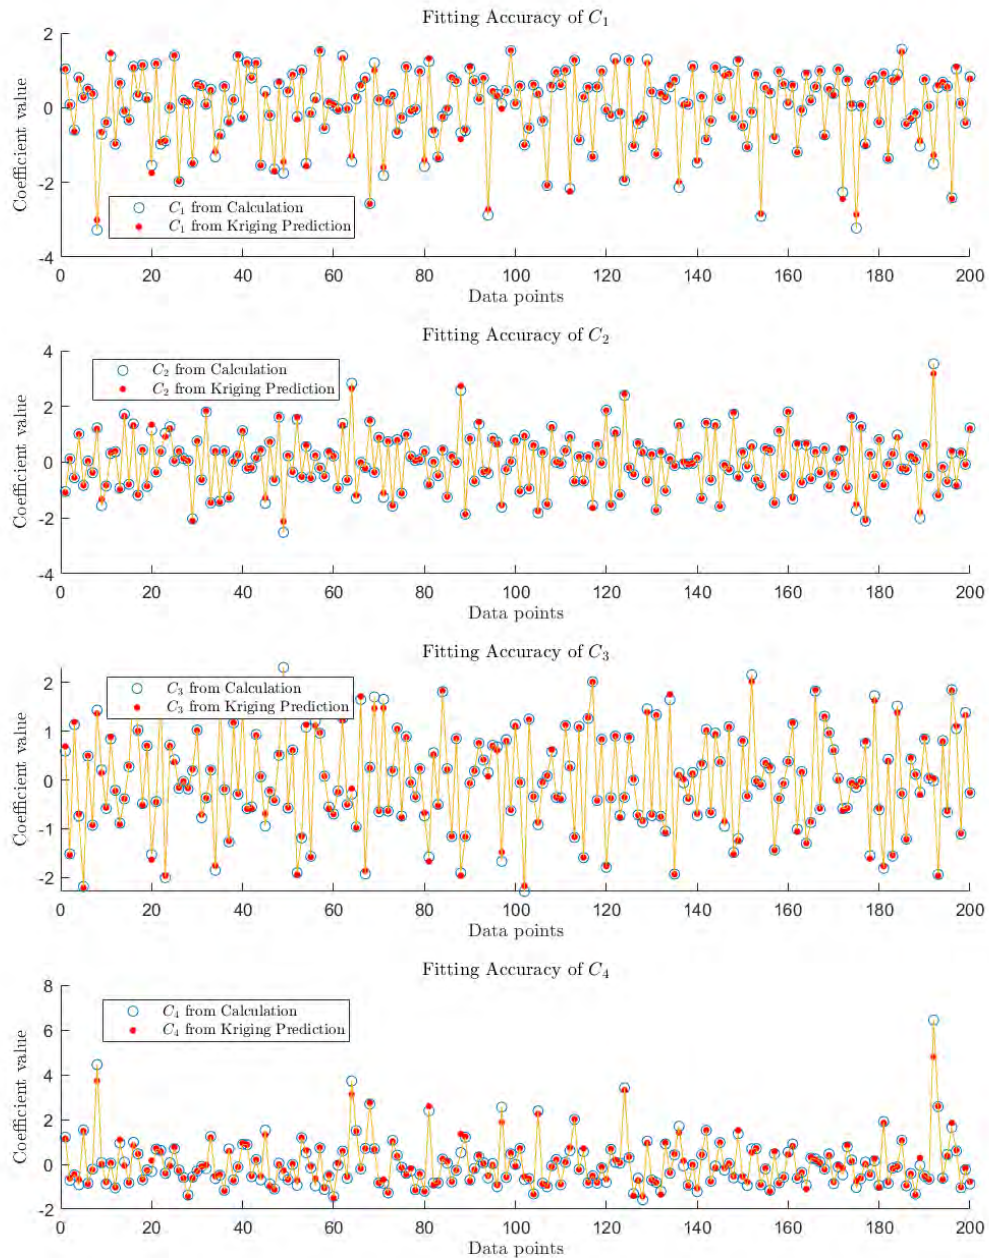 Fitting Accuracy of C₁
2
0
-2
-4
Coefficient value
C₁ from Calculation
C₁ from Kriging Prediction
0 20 40 60 80 100 120 140 160 180 200
Data points
Fitting Accuracy of C₂
4
2
0
-2
-4
Coefficient value
C₂ from Calculation
C₂ from Kriging Prediction
0 20 40 60 80 100 120 140 160 180 200
Data points
Fitting Accuracy of C₃
2
1
0
-1
-2
Coefficient value
C₃ from Calculation
C₃ from Kriging Prediction
0 20 40 60 80 100 120 140 160 180 200
Data points
Fitting Accuracy of C₄
8
6
4
2
0
-2
Coefficient value
C₄ from Calculation
C₄ from Kriging Prediction
0 20 40 60 80 100 120 140 160 180 200
Data points